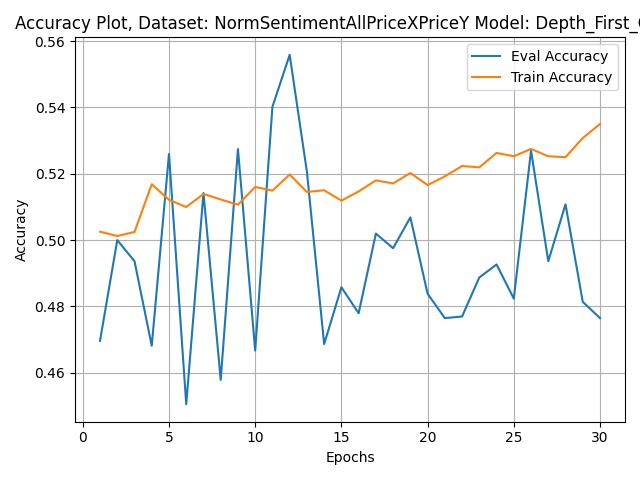 Accuracy Plot, Dataset: NormSentimentAllPriceXPriceY Model: Depth_First_
0.56
0.54
0.52
0.50
0.48
0.46
Accuracy
Eval Accuracy
Train Accuracy
0 5 10 15 20 25 30
Epochs